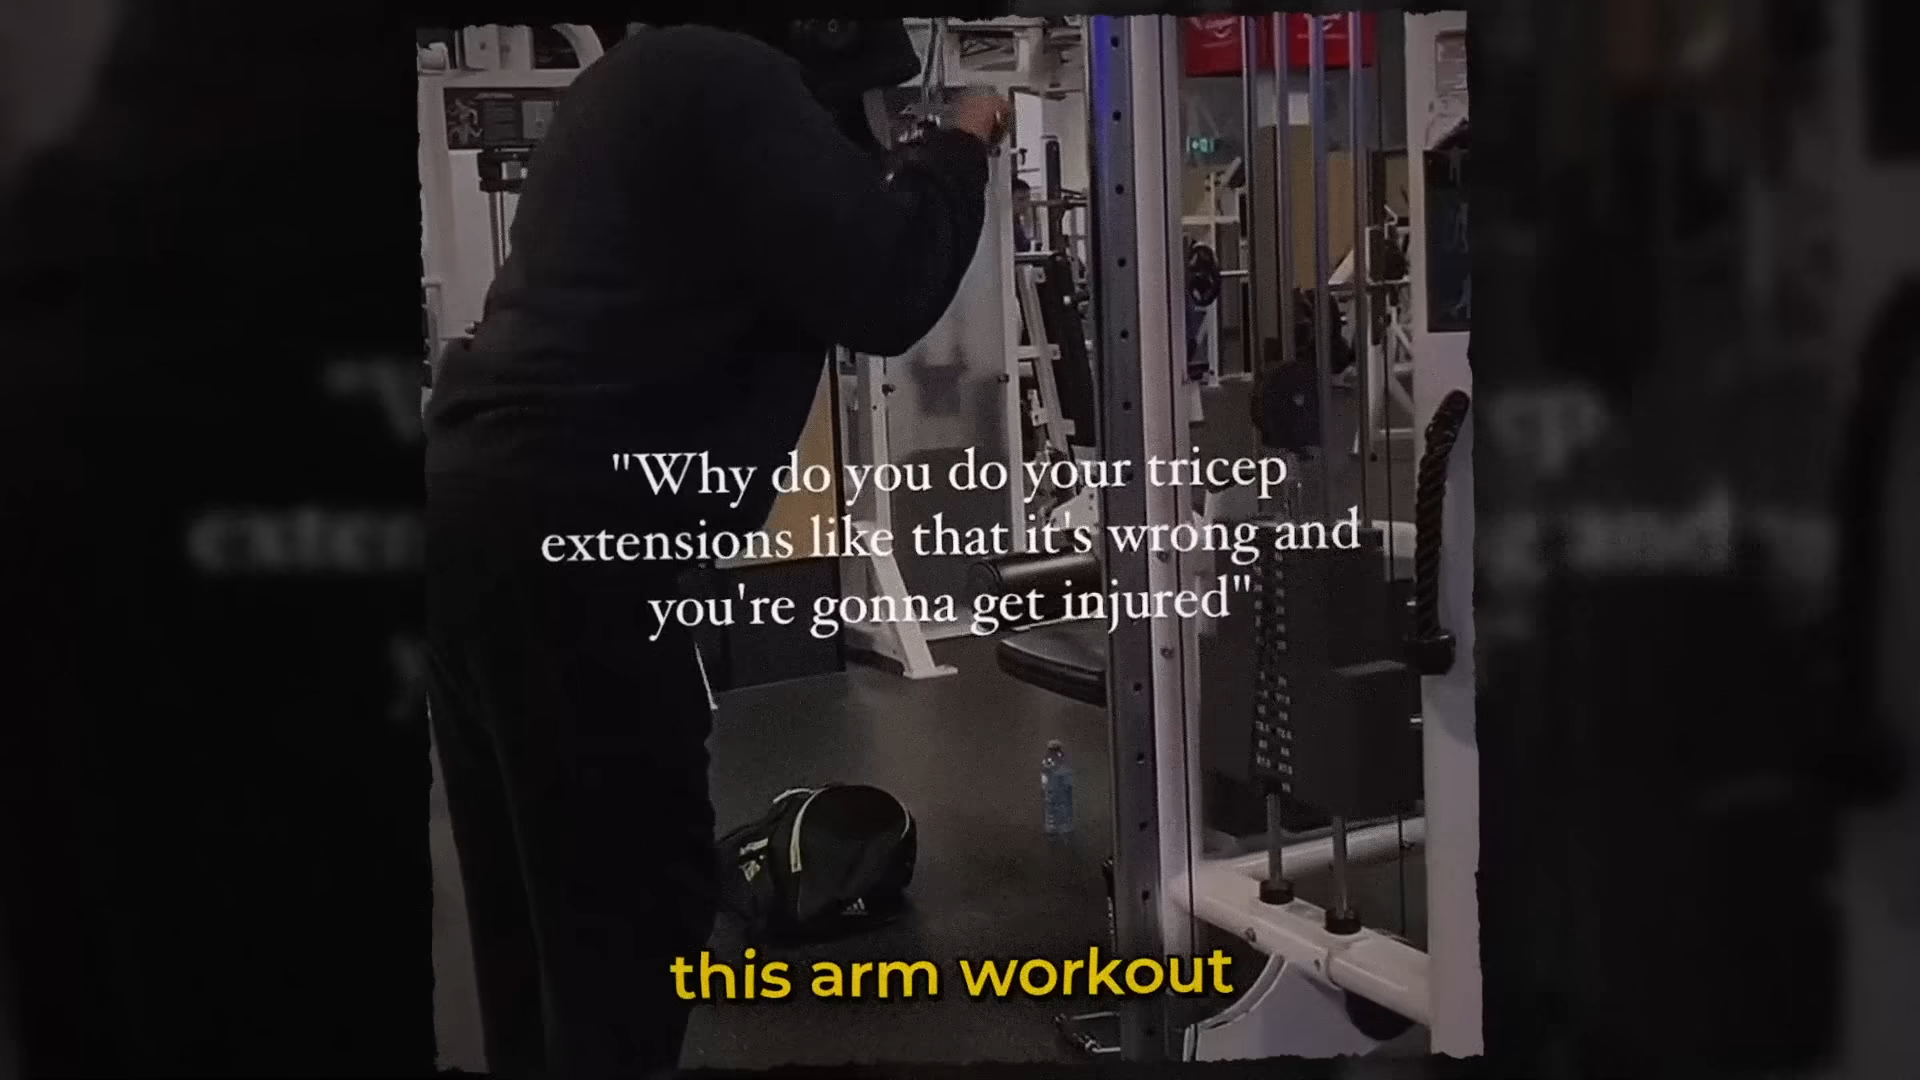 "Why do you do your tricep
extensions like that it's wrong and
you're gonna get injured"
this arm workout